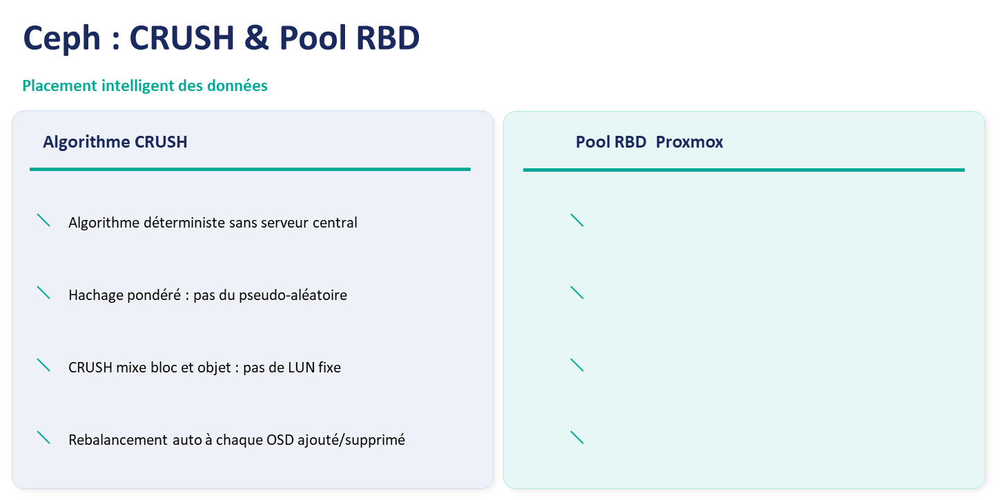 Ceph : CRUSH & Pool RBD
Placement intelligent des données
Algorithme CRUSH
Algorithme déterministe sans serveur central
Hachage pondéré : pas du pseudo-aléatoire
CRUSH mixe bloc et objet : pas de LUN fixe
Rebalancement auto à chaque OSD ajouté/supprimé
Pool RBD  Proxmox